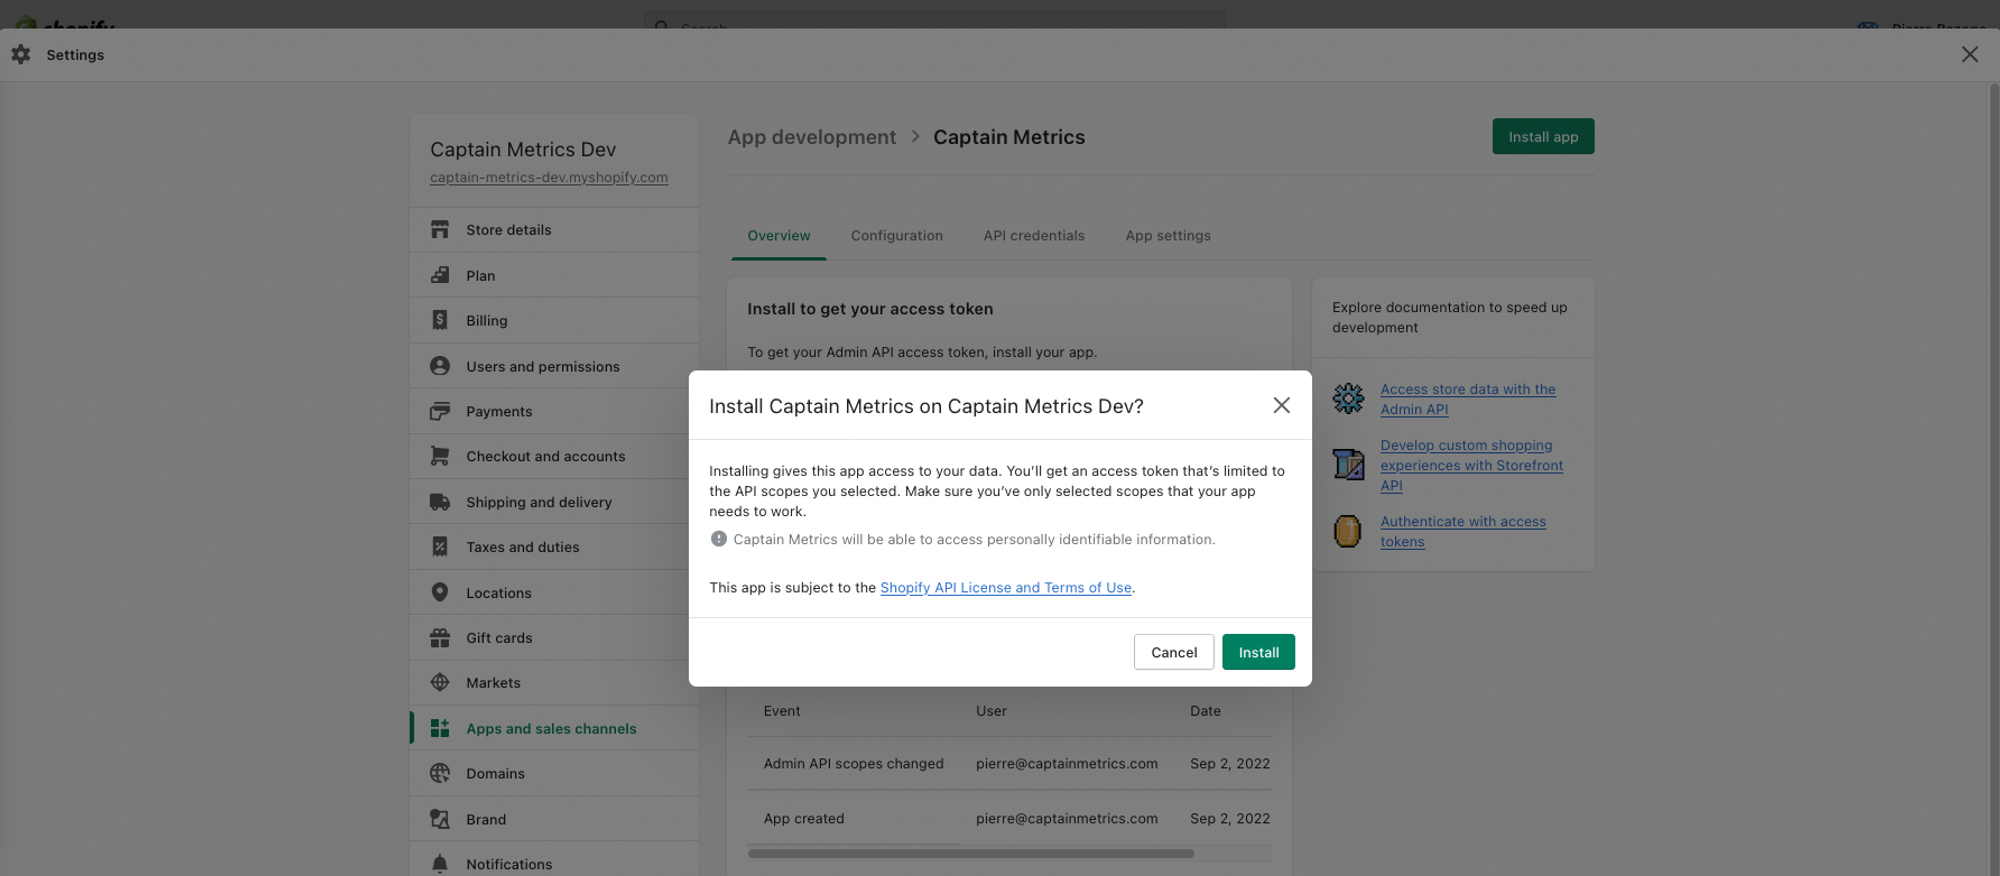 shopify
Search
Settings
Captain Metrics Dev
captain-metrics-dev.myshopify.com
Store details
Plan
Billing
Users and permissions
Payments
Checkout and accounts
Shipping and delivery
Taxes and duties
Locations
Gift cards
Markets
Apps and sales channels
Domains
Brand
Notifications
App development > Captain Metrics
Install app
Overview Configuration API credentials App settings
Install to get your access token
To get your Admin API access token, install your app.
Explore documentation to speed up
development
Access store data with the
Admin API
Develop custom shopping
experiences with Storefront
API
Authenticate with access
tokens
Install Captain Metrics on Captain Metrics Dev?
Installing gives this app access to your data. You’ll get an access token that’s limited to
the API scopes you selected. Make sure you’ve only selected scopes that your app
needs to work.
Captain Metrics will be able to access personally identifiable information.
This app is subject to the Shopify API License and Terms of Use.
Cancel Install
Event User Date
Admin API scopes changed pierre@captainmetrics.com Sep 2, 2022
App created pierre@captainmetrics.com Sep 2, 2022